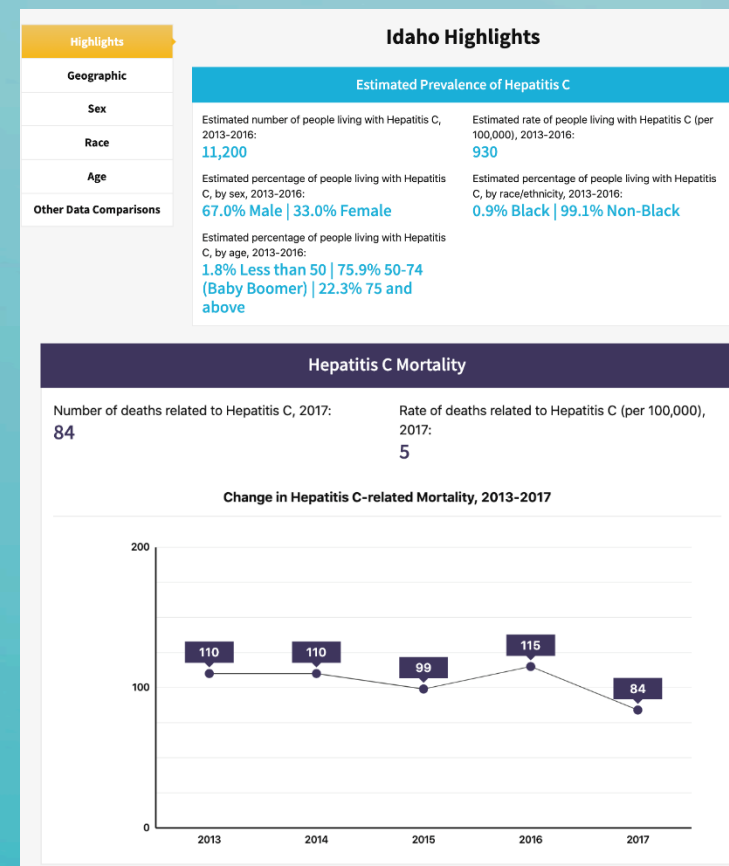 Highlights
Geographic
Sex
Race
Age
Other Data Comparisons
Idaho Highlights
Estimated Prevalence of Hepatitis C
Estimated number of people living with Hepatitis C,
2013-2016:
11,200
Estimated rate of people living with Hepatitis C (per
100,000), 2013-2016:
930
Estimated percentage of people living with Hepatitis
C, by sex, 2013-2016:
67.0% Male | 33.0% Female
Estimated percentage of people living with Hepatitis
C, by race/ethnicity, 2013-2016:
0.9% Black | 99.1% Non-Black
Estimated percentage of people living with Hepatitis
C, by age, 2013-2016:
1.8% Less than 50 | 75.9% 50-74
(Baby Boomer) | 22.3% 75 and
above
Hepatitis C Mortality
Number of deaths related to Hepatitis C, 2017:
84
Rate of deaths related to Hepatitis C (per 100,000),
2017:
5
Change in Hepatitis C-related Mortality, 2013-2017
200
110
110
99
115
84
100
0
2013
2014
2015
2016
2017